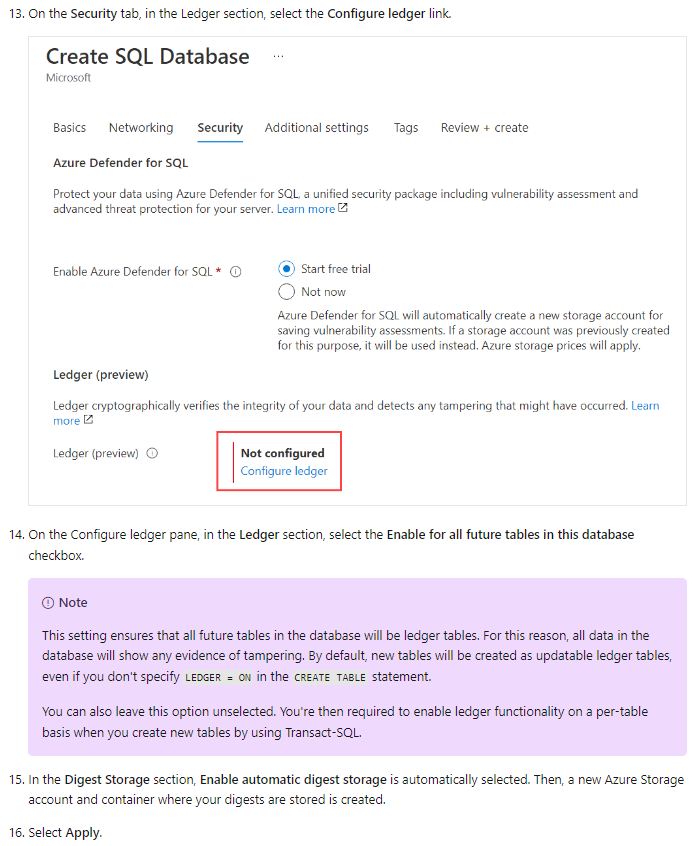 13. On the Security tab, in the Ledger section, select the Configure ledger link.
Create SQL Database ...
Microsoft
Basics Networking Security Additional settings Tags Review + create
Azure Defender for SQL
Protect your data using Azure Defender for SQL, a unified security package including vulnerability assessment and
advanced threat protection for your server. Learn more
Enable Azure Defender for SQL *
Start free trial
Not now
Azure Defender for SQL will automatically create a new storage account for
saving vulnerability assessments. If a storage account was previously created
for this purpose, it will be used instead. Azure storage prices will apply.
Ledger (preview)
Ledger cryptographically verifies the integrity of your data and detects any tampering that might have occurred. Learn
more
Ledger (preview)
Not configured
Configure ledger
14. On the Configure ledger pane, in the Ledger section, select the Enable for all future tables in this database
checkbox.
Note
This setting ensures that all future tables in the database will be ledger tables. For this reason, all data in the
database will show any evidence of tampering. By default, new tables will be created as updatable ledger tables,
even if you don't specify LEDGER = ON in the CREATE TABLE statement.
You can also leave this option unselected. You're then required to enable ledger functionality on a per-table
basis when you create new tables by using Transact-SQL.
15. In the Digest Storage section, Enable automatic digest storage is automatically selected. Then, a new Azure Storage
account and container where your digests are stored is created.
16. Select Apply.